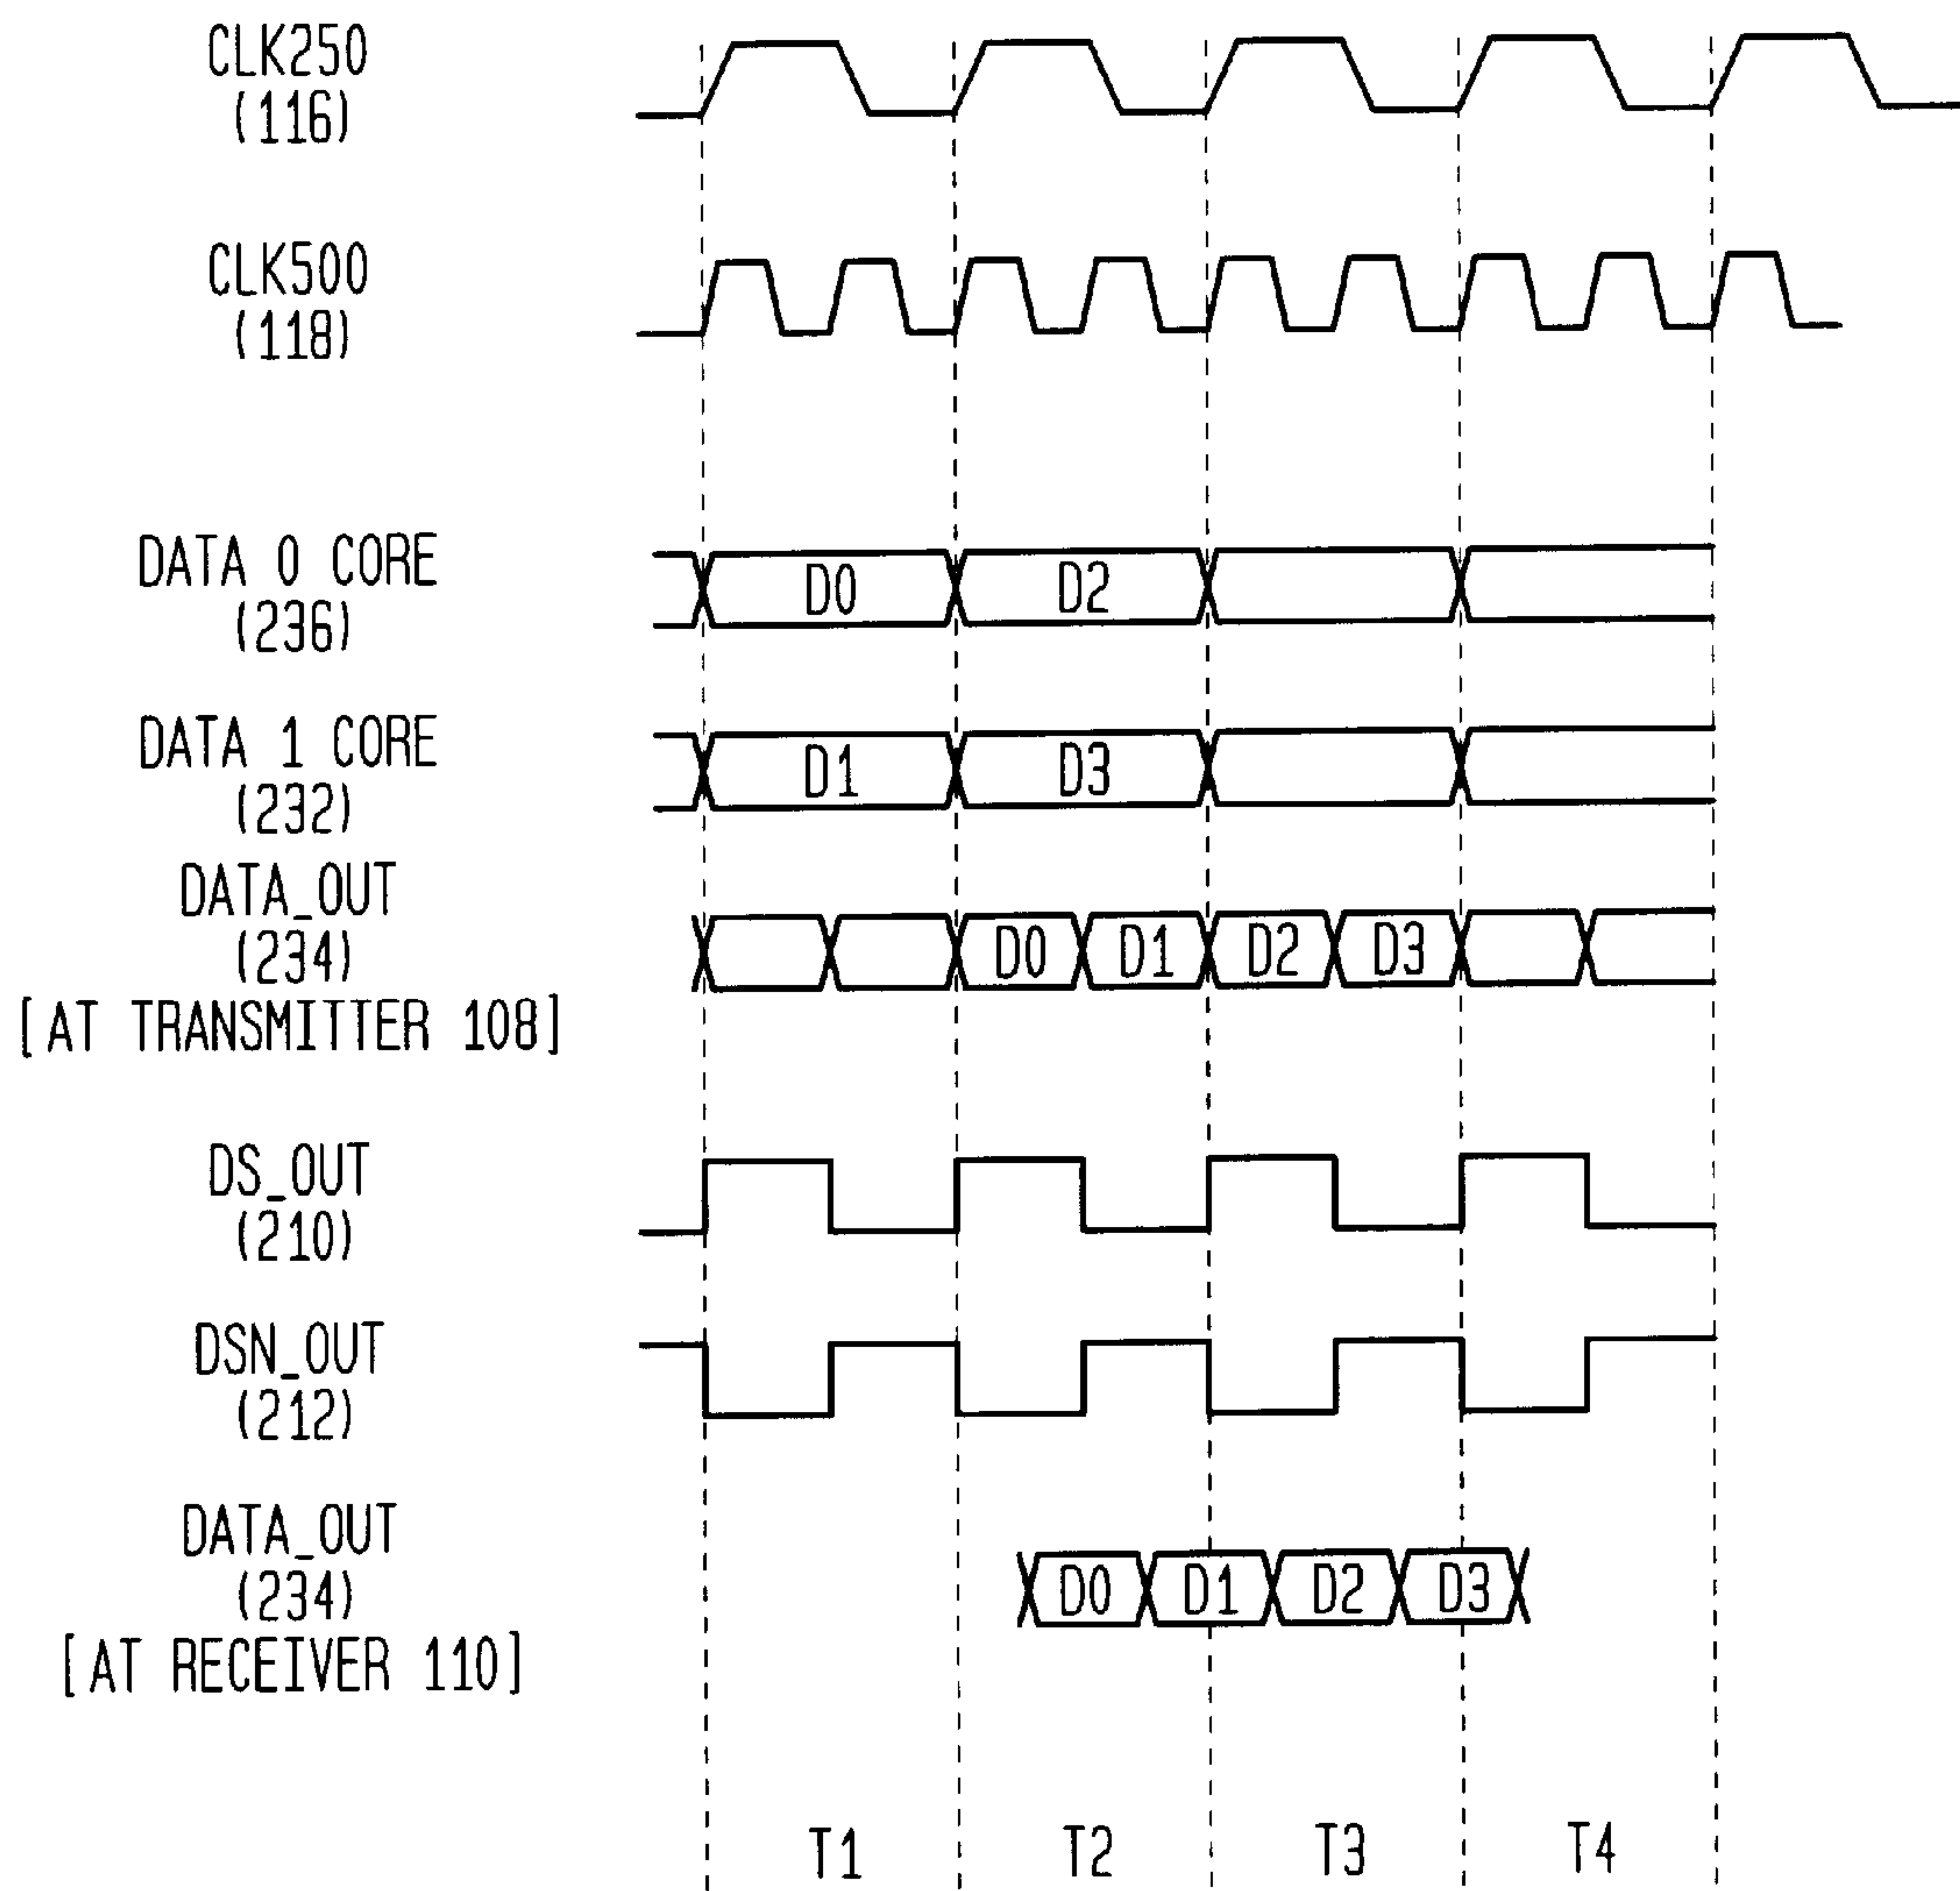 CLK250
(116)
CLK500
(118)
DATA 0 CORE
(236)
D0 D2
DATA 1 CORE
(232)
D1 D3
DATA_OUT
(234)
[AT TRANSMITTER 108]
D0 D1 D2 D3
DS_OUT
(210)
DSN_OUT
(212)
DATA_OUT
(234)
[AT RECEIVER 110]
D0 D1 D2 D3
T1 T2 T3 T4